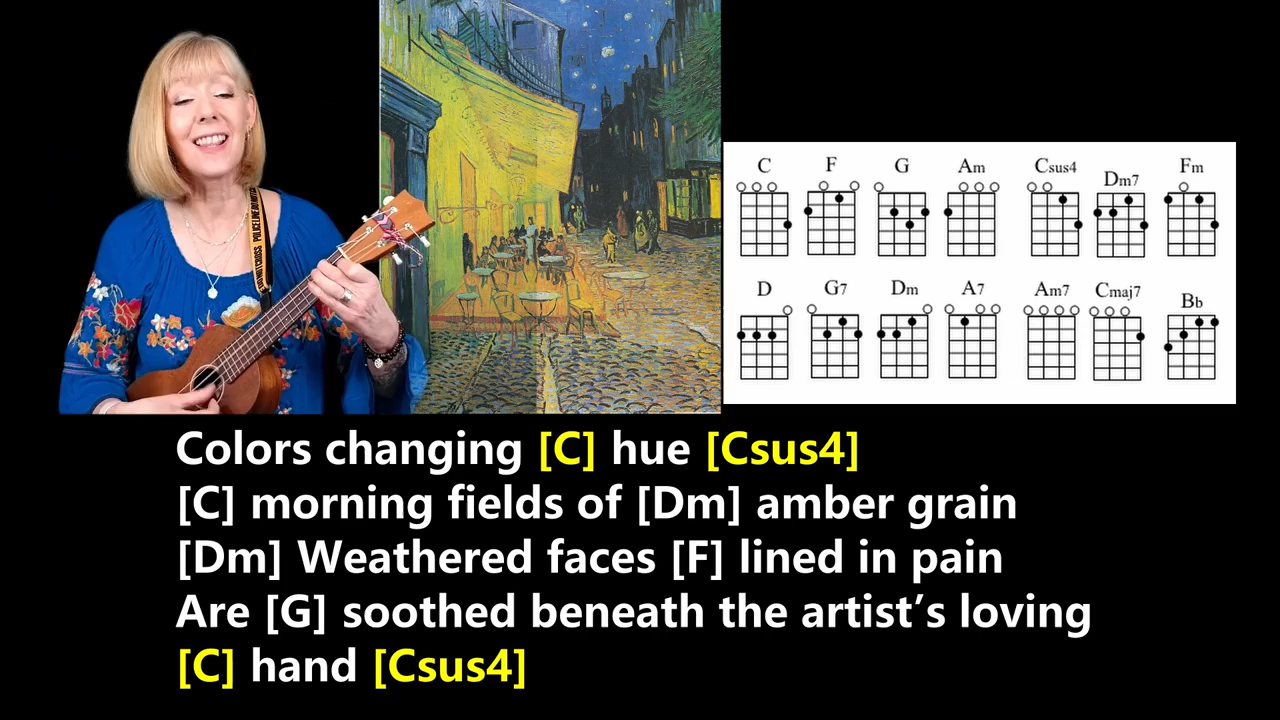 C F G Am Csus4 Dm7 Fm
D G7 Dm A7 Am7 Cmaj7 Bb
Colors changing [C] hue [Csus4]
[C] morning fields of [Dm] amber grain
[Dm] Weathered faces [F] lined in pain
Are [G] soothed beneath the artist’s loving
[C] hand [Csus4]